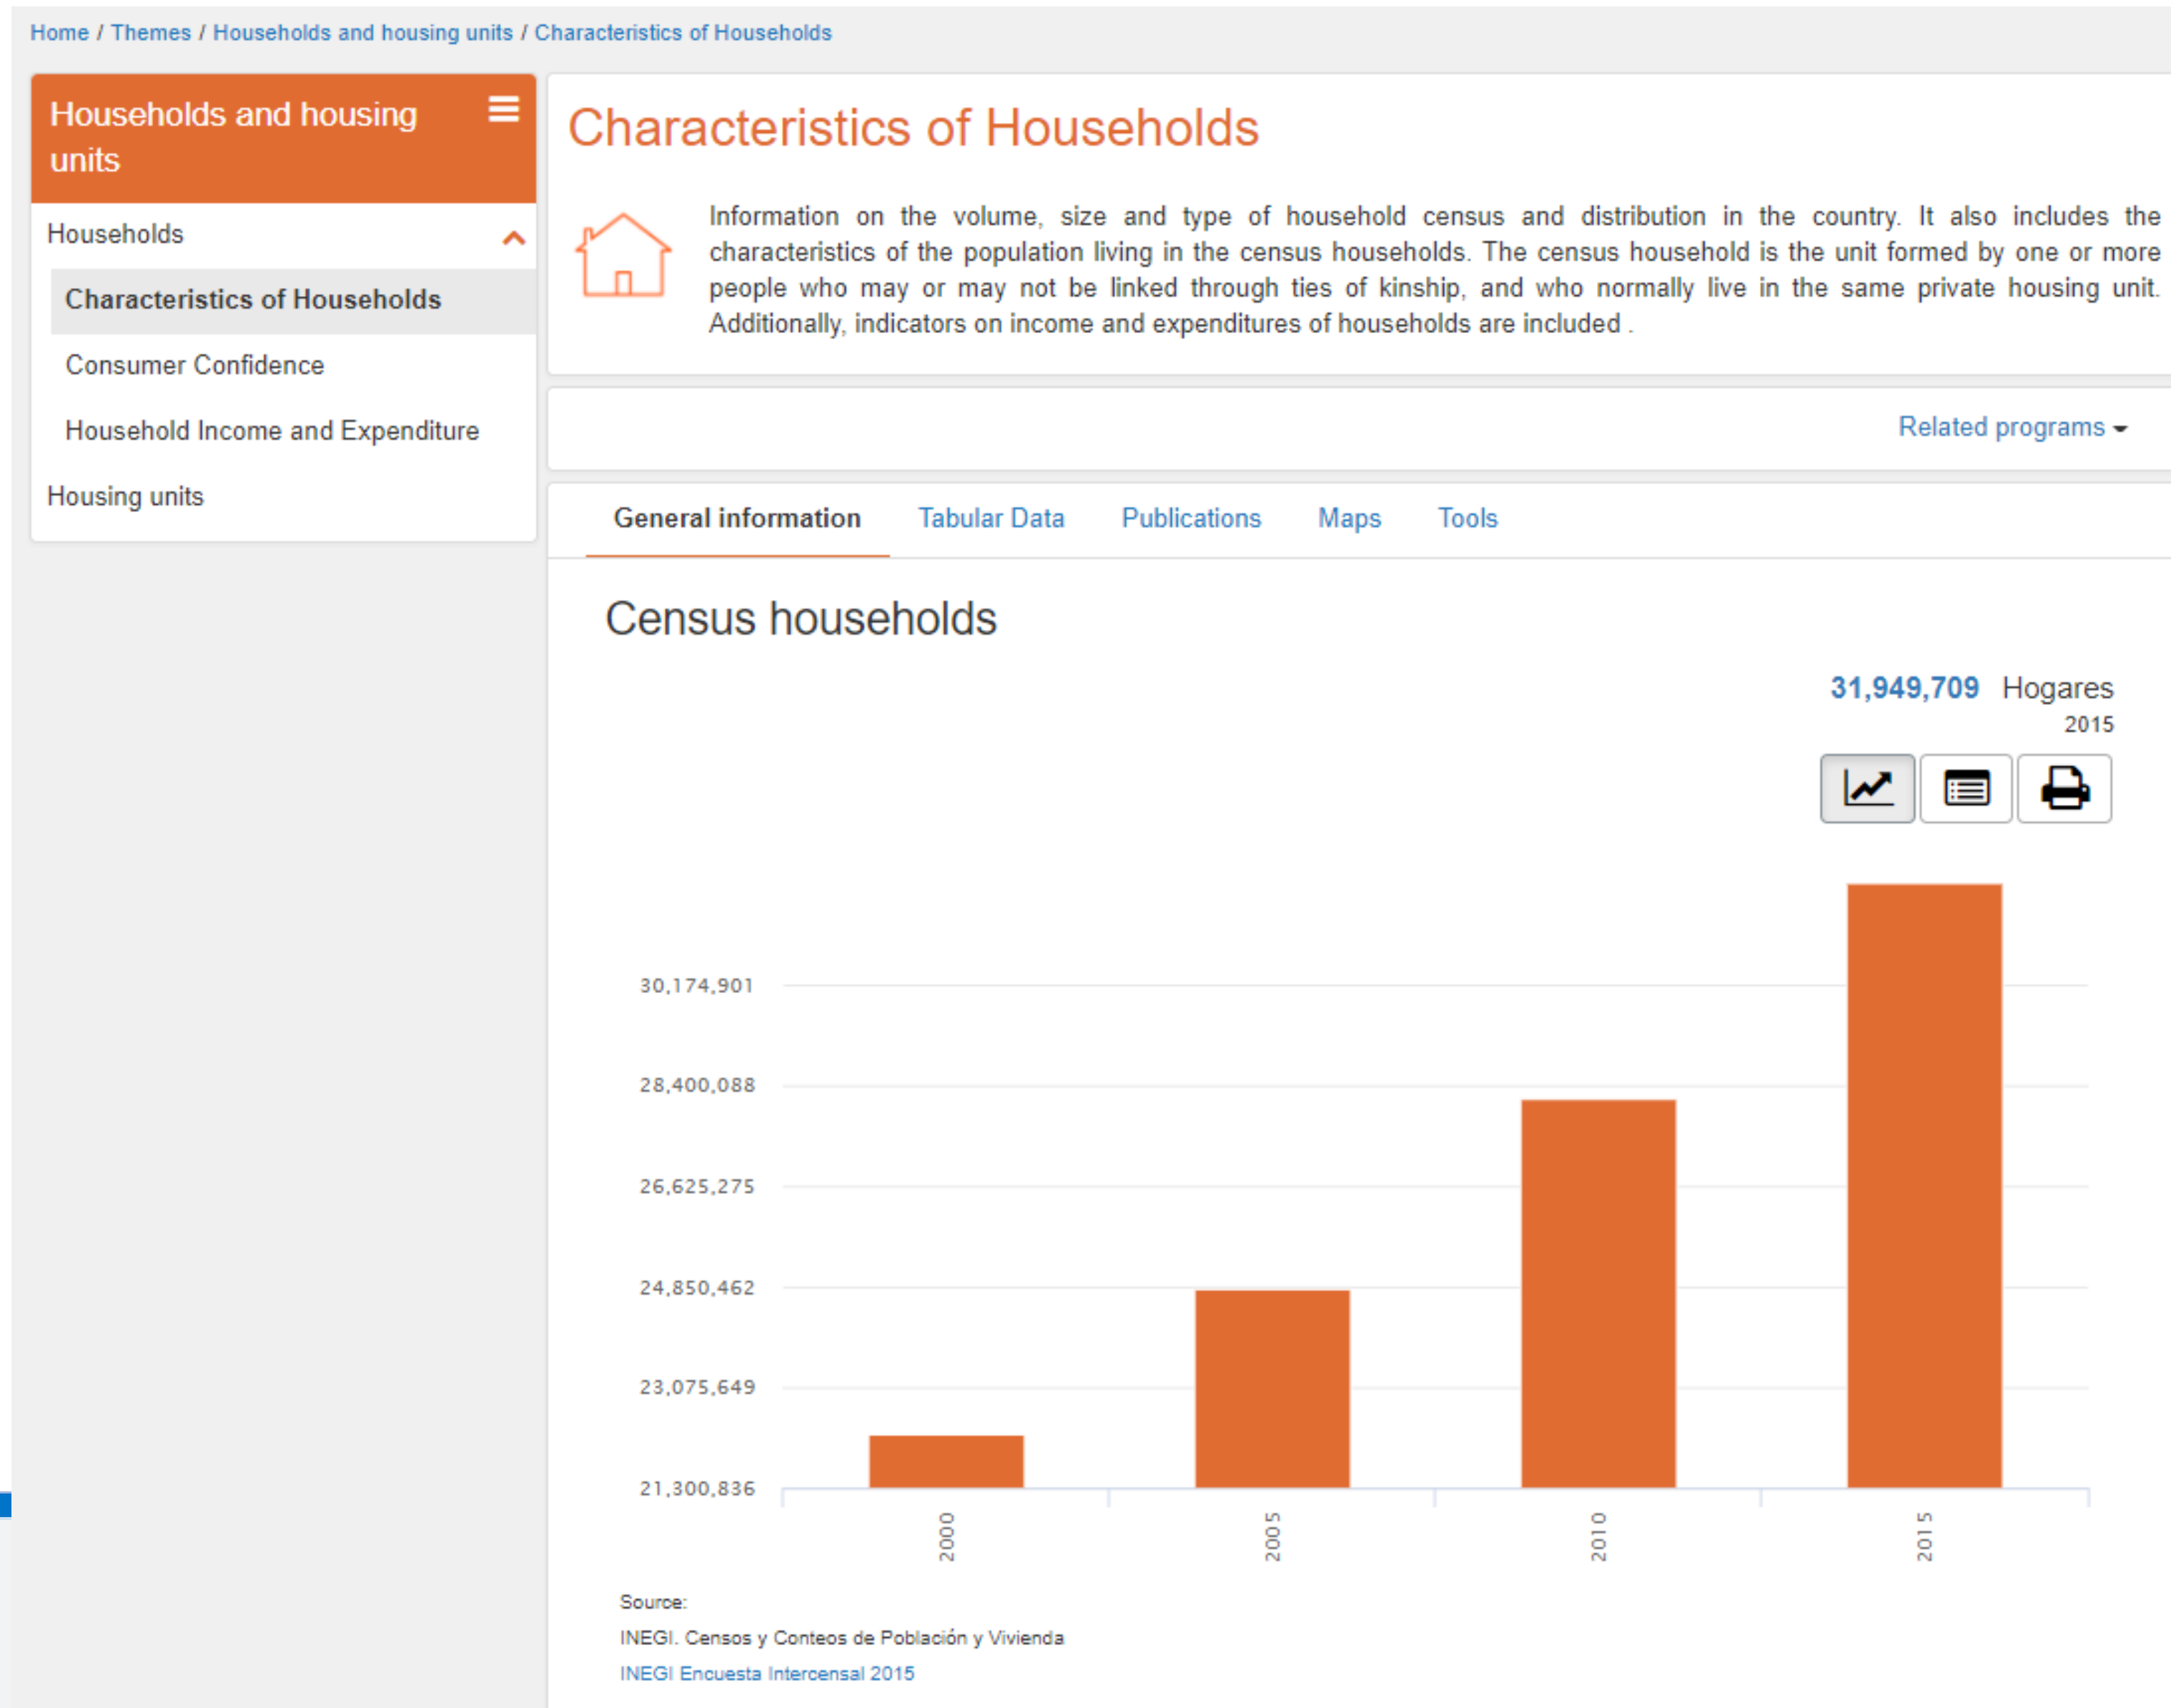 Home / Themes / Households and housing units / Characteristics of Households
Households and housing
units
Households
Characteristics of Households
Consumer Confidence
Household Income and Expenditure
Housing units
Characteristics of Households
Information on the volume, size and type of household census and distribution in the country. It also includes the
characteristics of the population living in the census households. The census household is the unit formed by one or more
people who may or may not be linked through ties of kinship, and who normally live in the same private housing unit.
Additionally, indicators on income and expenditures of households are included .
Related programs
General information Tabular Data Publications Maps Tools
Census households
31,949,709 Hogares
2015
30,174,901
28,400,088
26,625,275
24,850,462
23,075,649
21,300,836
2000 2005 2010 2015
Source:
INEGI. Censos y Conteos de Población y Vivienda
INEGI Encuesta Intercensal 2015